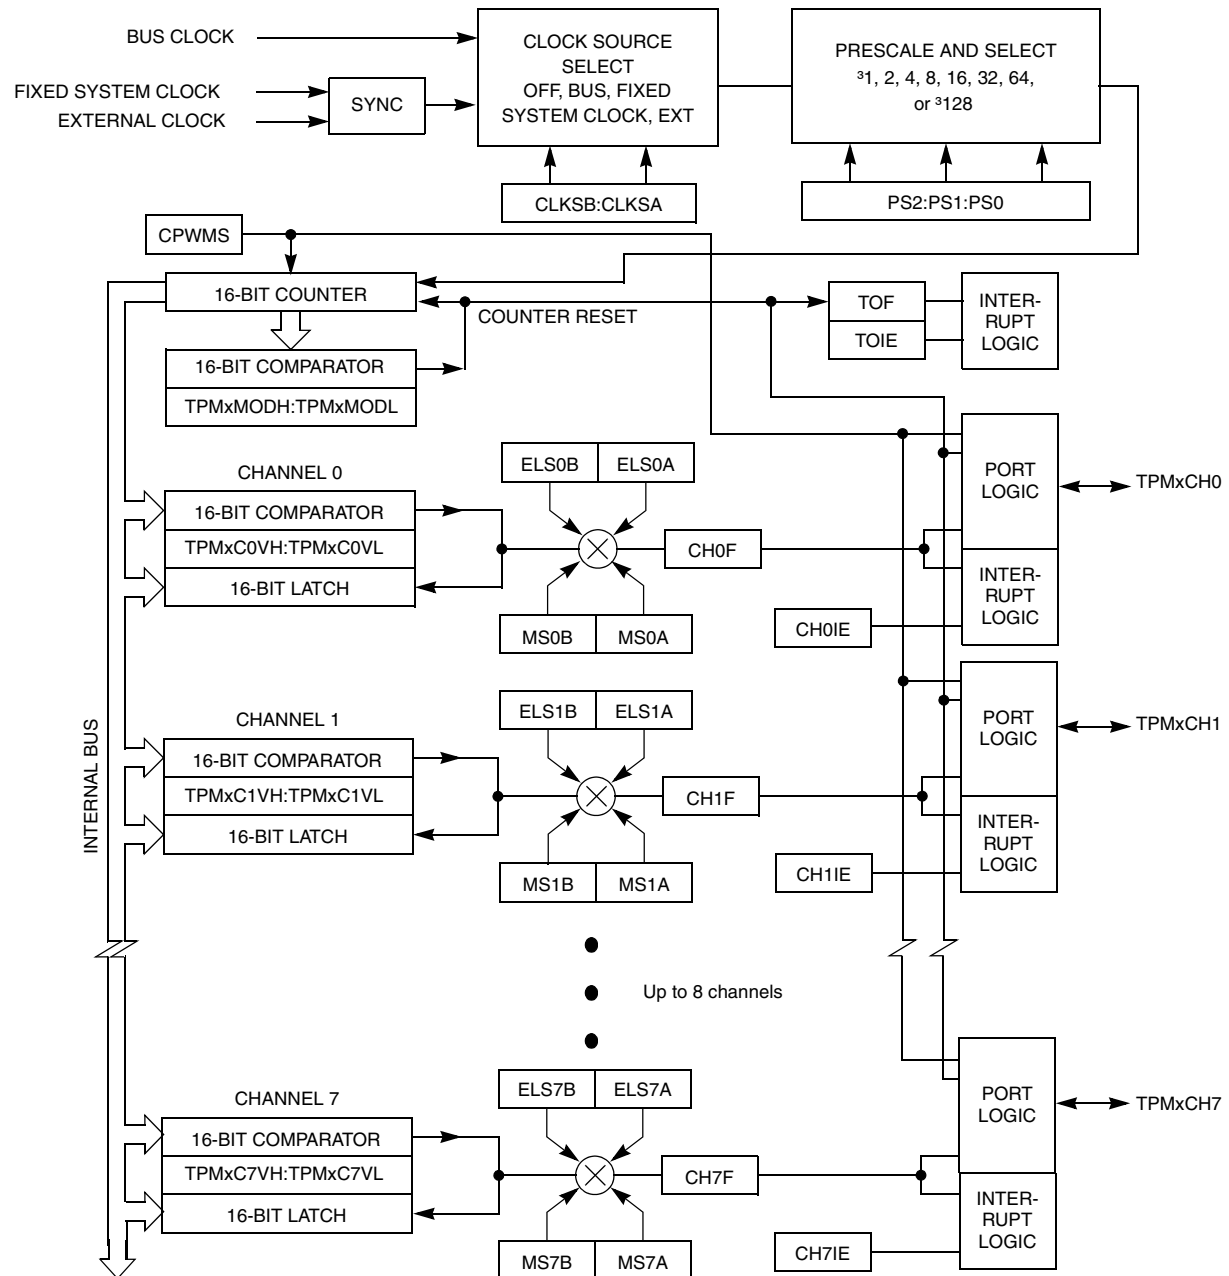 BUS CLOCK
FIXED SYSTEM CLOCK
EXTERNAL CLOCK
SYNC
CLOCK SOURCE
SELECT
OFF, BUS, FIXED
SYSTEM CLOCK, EXT
PRESCALE AND SELECT
³1, 2, 4, 8, 16, 32, 64,
or ³128
CLKSB:CLKSA
PS2:PS1:PS0
CPWMS
16-BIT COUNTER
COUNTER RESET
TOF
TOIE
INTER-
RUPT
LOGIC
16-BIT COMPARATOR
TPMxMODH:TPMxMODL
CHANNEL 0
16-BIT COMPARATOR
TPMxC0VH:TPMxC0VL
16-BIT LATCH
ELS0B
ELS0A
MS0B
MS0A
CH0F
CH0IE
PORT
LOGIC
INTER-
RUPT
LOGIC
TPMxCH0
INTERNAL BUS
CHANNEL 1
16-BIT COMPARATOR
TPMxC1VH:TPMxC1VL
16-BIT LATCH
ELS1B
ELS1A
MS1B
MS1A
CH1F
CH1IE
PORT
LOGIC
INTER-
RUPT
LOGIC
TPMxCH1
Up to 8 channels
CHANNEL 7
16-BIT COMPARATOR
TPMxC7VH:TPMxC7VL
16-BIT LATCH
ELS7B
ELS7A
MS7B
MS7A
CH7F
CH7IE
PORT
LOGIC
INTER-
RUPT
LOGIC
TPMxCH7